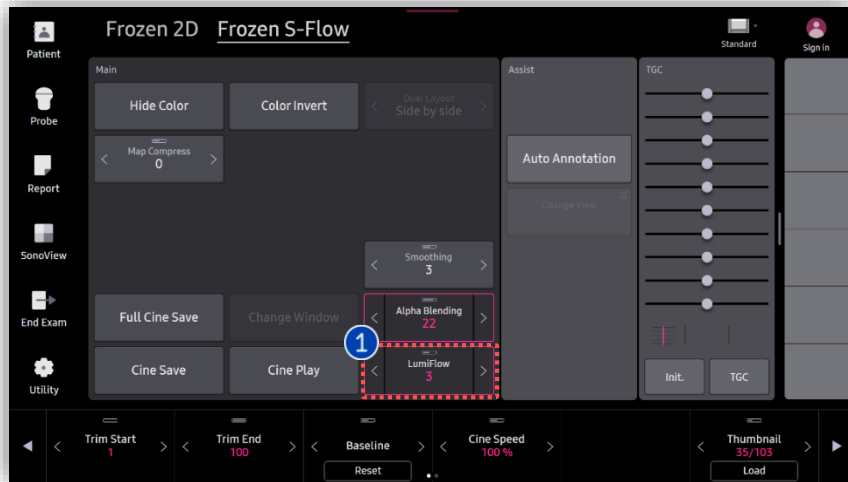 Patient
Probe
Report
SonoView
End Exam
Utility
Frozen 2D
Frozen S-Flow
Standard
Sign in
Main
Hide Color
Color Invert
Dual Layout
Side by side
Map Compress
0
Smoothing
3
Full Cine Save
Change Window
Alpha Blending
22
1
Cine Save
Cine Play
LumiFlow
3
Assist
Auto Annotation
Change View
TGC
Init.
TGC
Trim Start
1
Trim End
100
Baseline
Reset
Cine Speed
100 %
Thumbnail
35/103
Load